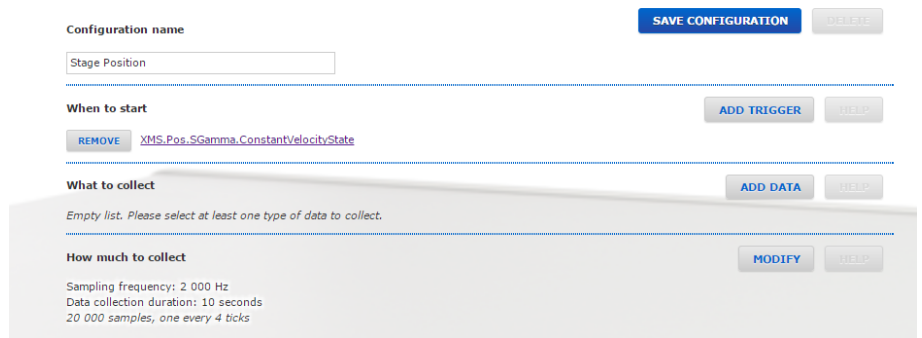 Configuration name
SAVE CONFIGURATION
DELETE
Stage Position
When to start
ADD TRIGGER
HELP
REMOVE
XMS.Pos.SGamma.ConstantVelocityState
What to collect
ADD DATA
HELP
Empty list. Please select at least one type of data to collect.
How much to collect
MODIFY
HELP
Sampling frequency: 2 000 Hz
Data collection duration: 10 seconds
20 000 samples, one every 4 ticks